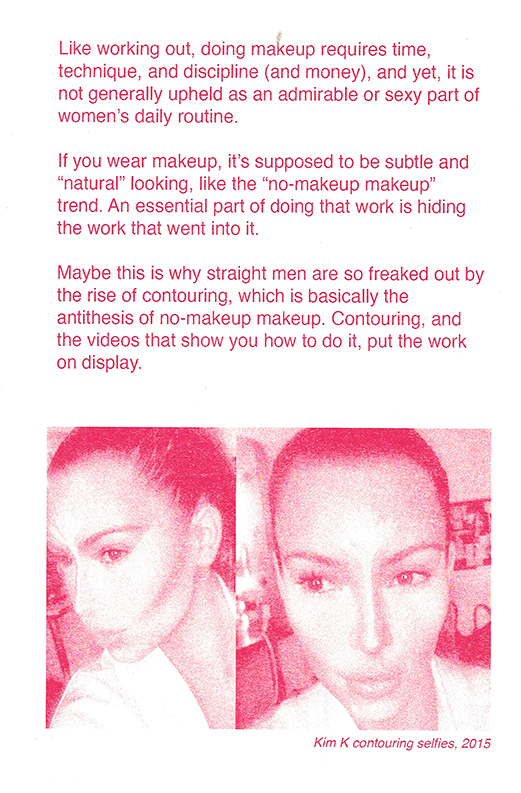 Like working out, doing makeup requires time,
technique, and discipline (and money), and yet, it is
not generally upheld as an admirable or sexy part of
women’s daily routine.
If you wear makeup, it’s supposed to be subtle and
“natural” looking, like the “no-makeup makeup”
trend. An essential part of doing that work is hiding
the work that went into it.
Maybe this is why straight men are so freaked out by
the rise of contouring, which is basically the
antithesis of no-makeup makeup. Contouring, and
the videos that show you how to do it, put the work
on display.
Kim K contouring selfies, 2015